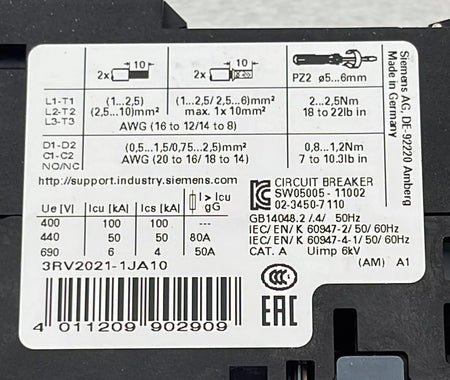 10
10
2x
2x
PZ2 ø5...6mm
L1-T1
L2-T2
L3-T3
(1...2,5)
(2,5...10)mm²
(1...2,5/ 2,5...6)mm²
max. 1x 10mm²
AWG (16 to 12/14 to 8)
2...2,5Nm
18 to 22lb in
D1-D2
C1-C2
NO/NC
(0,5...1,5/0,75...2,5)mm²
AWG (20 to 16/ 18 to 14)
0,8...1,2Nm
7 to 10.3lb in
http://support.industry.siemens.com
Ue [V] Icu [kA] Ics [kA] I > Icu gG
400 100 100 ---
440 50 50 80A
690 6 4 50A
3RV2021-1JA10
4 011209 902909
CIRCUIT BREAKER
SW05005 - 11002
02-3450-7110
GB14048.2 /.4/ 50Hz
IEC/EN/ K 60947-2/ 50/ 60Hz
IEC/EN/ K 60947-4-1/ 50/ 60Hz
CAT. A Uimp 6kV
(AM) A1
CCC
EAC
Siemens AG, DE-92220 Amberg
Made in Germany